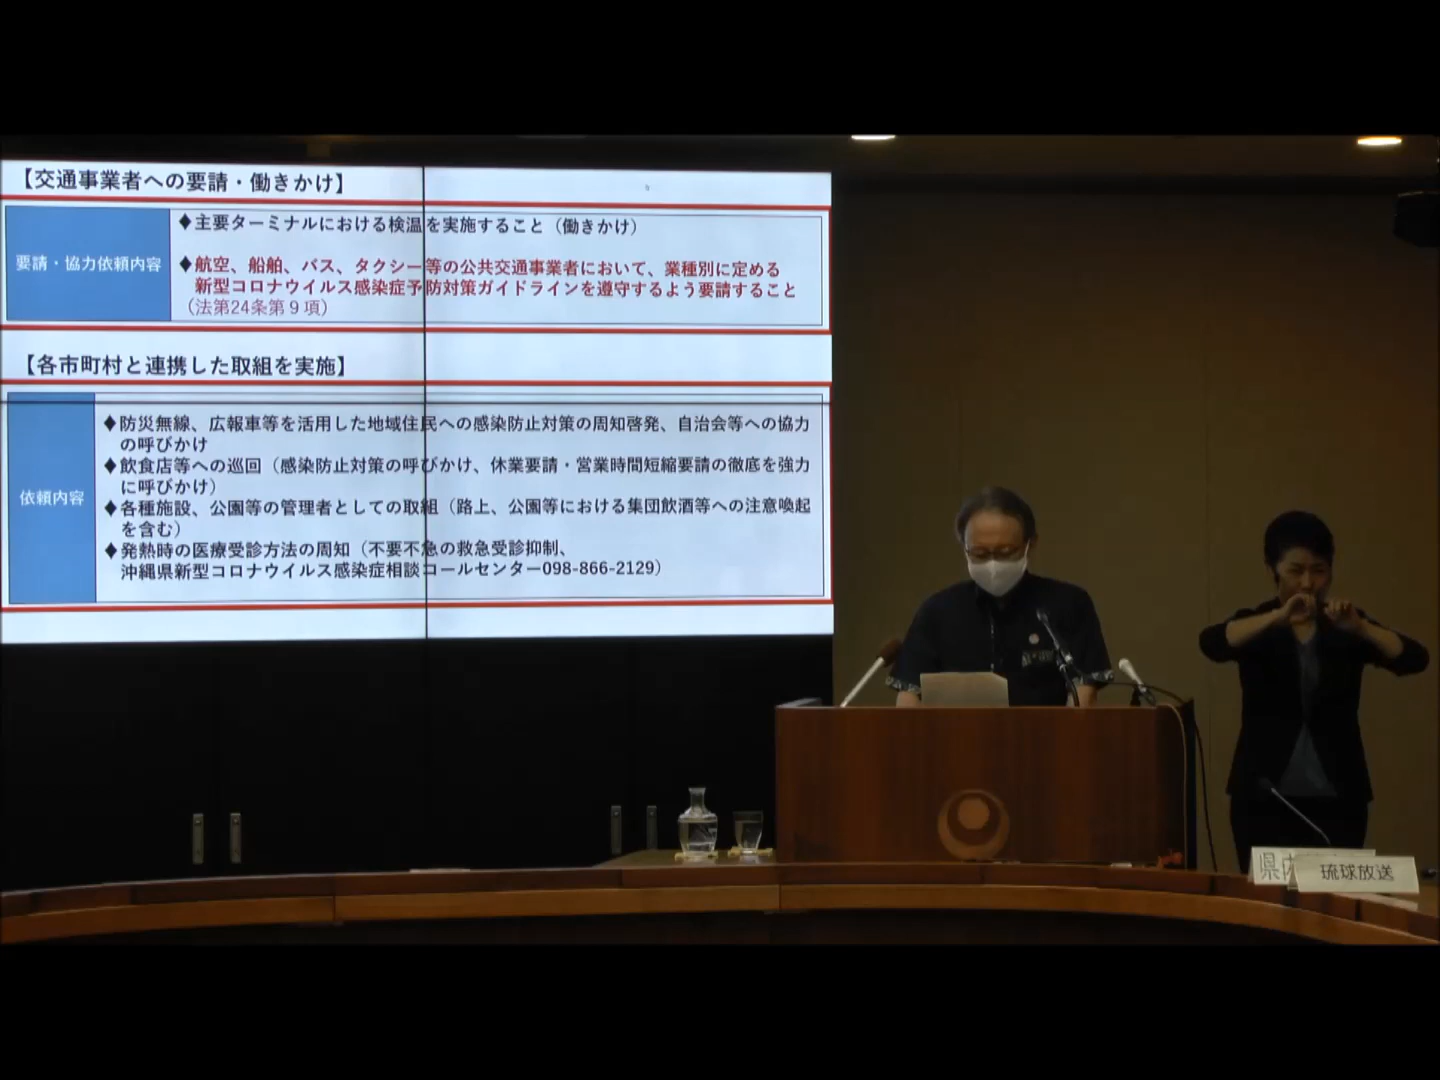 【交通事業者への要請・働きかけ】
要請・協力依頼内容
♦主要ターミナルにおける検温を実施すること（働きかけ）
♦航空、船舶、バス、タクシー等の公共交通事業者において、業種別に定める
新型コロナウイルス感染症予防対策ガイドラインを遵守するよう要請すること
（法第24条第９項）
【各市町村と連携した取組を実施】
依頼内容
♦防災無線、広報車等を活用した地域住民への感染防止対策の周知啓発、自治会等への協力
の呼びかけ
♦飲食店等への巡回（感染防止対策の呼びかけ、休業要請・営業時間短縮要請の徹底を強力
に呼びかけ）
♦各種施設、公園等の管理者としての取組（路上、公園等における集団飲酒等への注意喚起
を含む）
♦発熱時の医療受診方法の周知（不要不急の救急受診抑制、
沖縄県新型コロナウイルス感染症相談コールセンター098-866-2129）
県
琉球放送